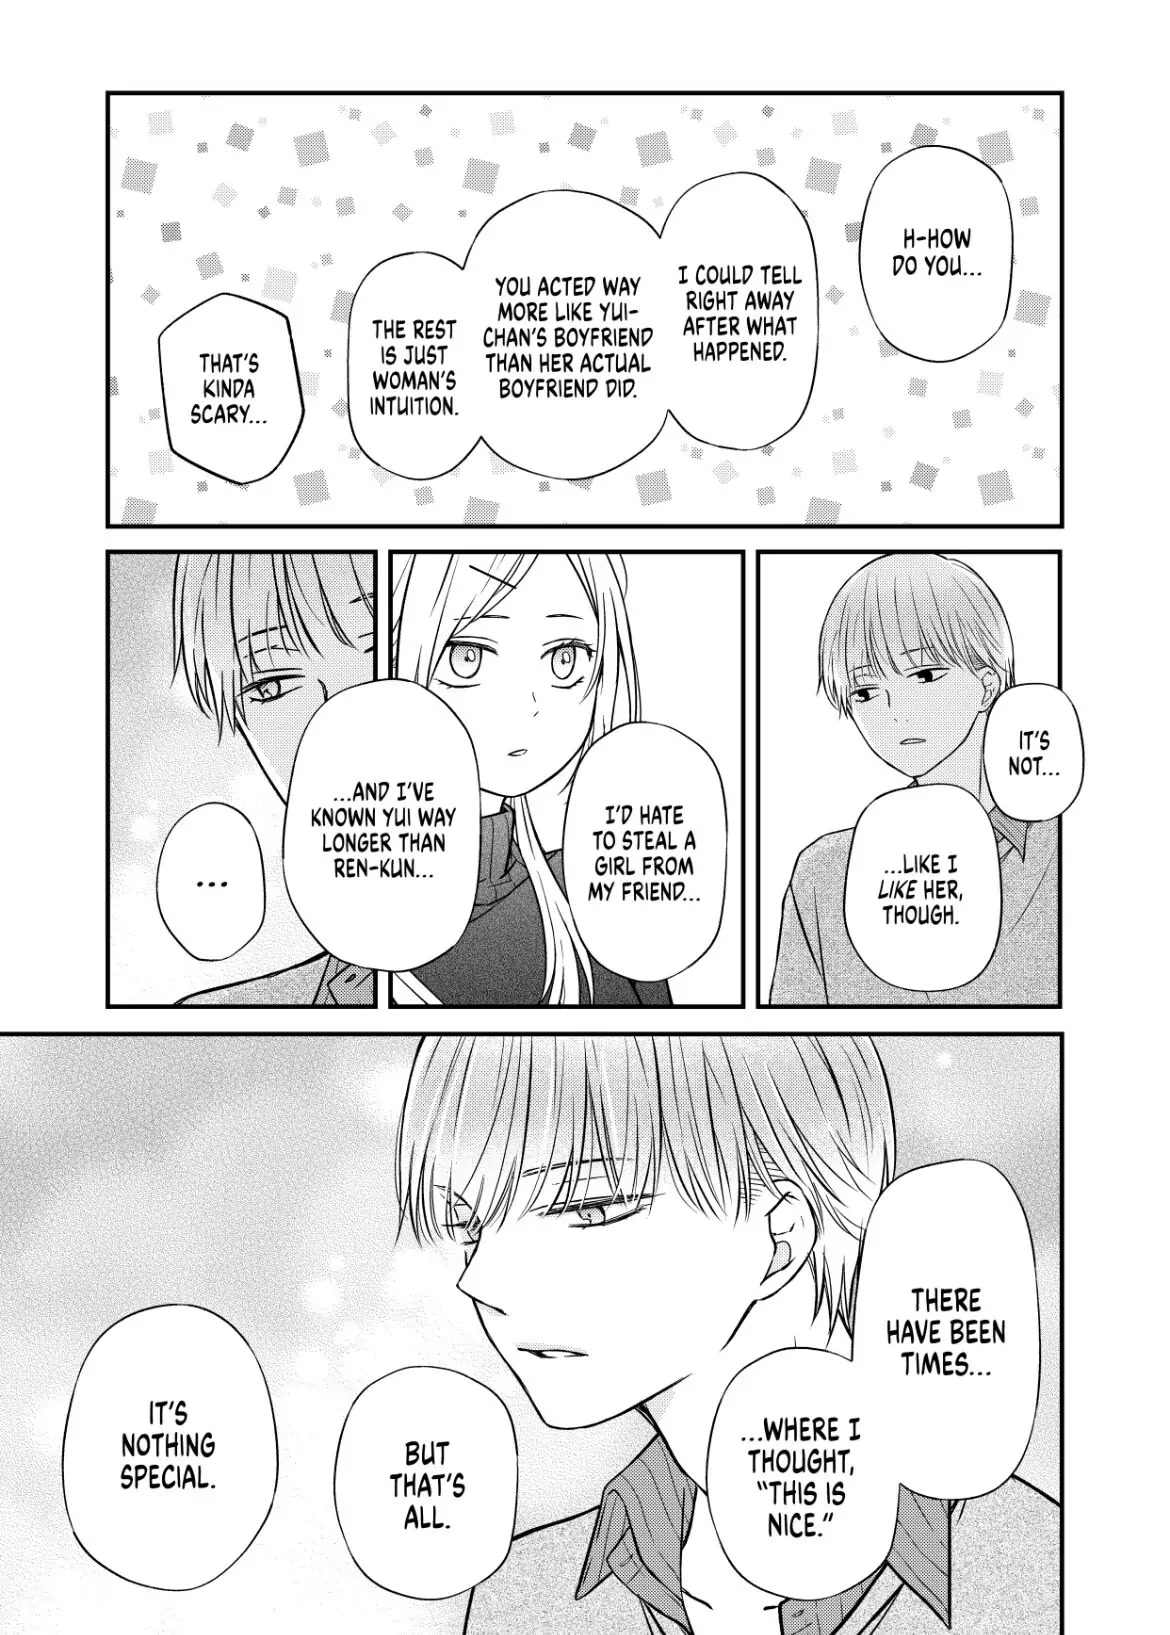 H-HOW
DO YOU...
I COULD TELL
RIGHT AWAY
AFTER WHAT
HAPPENED.
YOU ACTED WAY
MORE LIKE YUI-
CHAN'S BOYFRIEND
THAN HER ACTUAL
BOYFRIEND DID.
THE REST
IS JUST
WOMAN'S
INTUITION.
THAT'S
KINDA
SCARY...
IT'S
NOT...
...LIKE I
LIKE HER,
THOUGH.
I'D HATE
TO STEAL A
GIRL FROM
MY FRIEND...
...AND I'VE
KNOWN YUI WAY
LONGER THAN
REN-KUN...
...
THERE
HAVE BEEN
TIMES...
...WHERE I
THOUGHT,
"THIS IS
NICE."
BUT
THAT'S
ALL.
IT'S
NOTHING
SPECIAL.